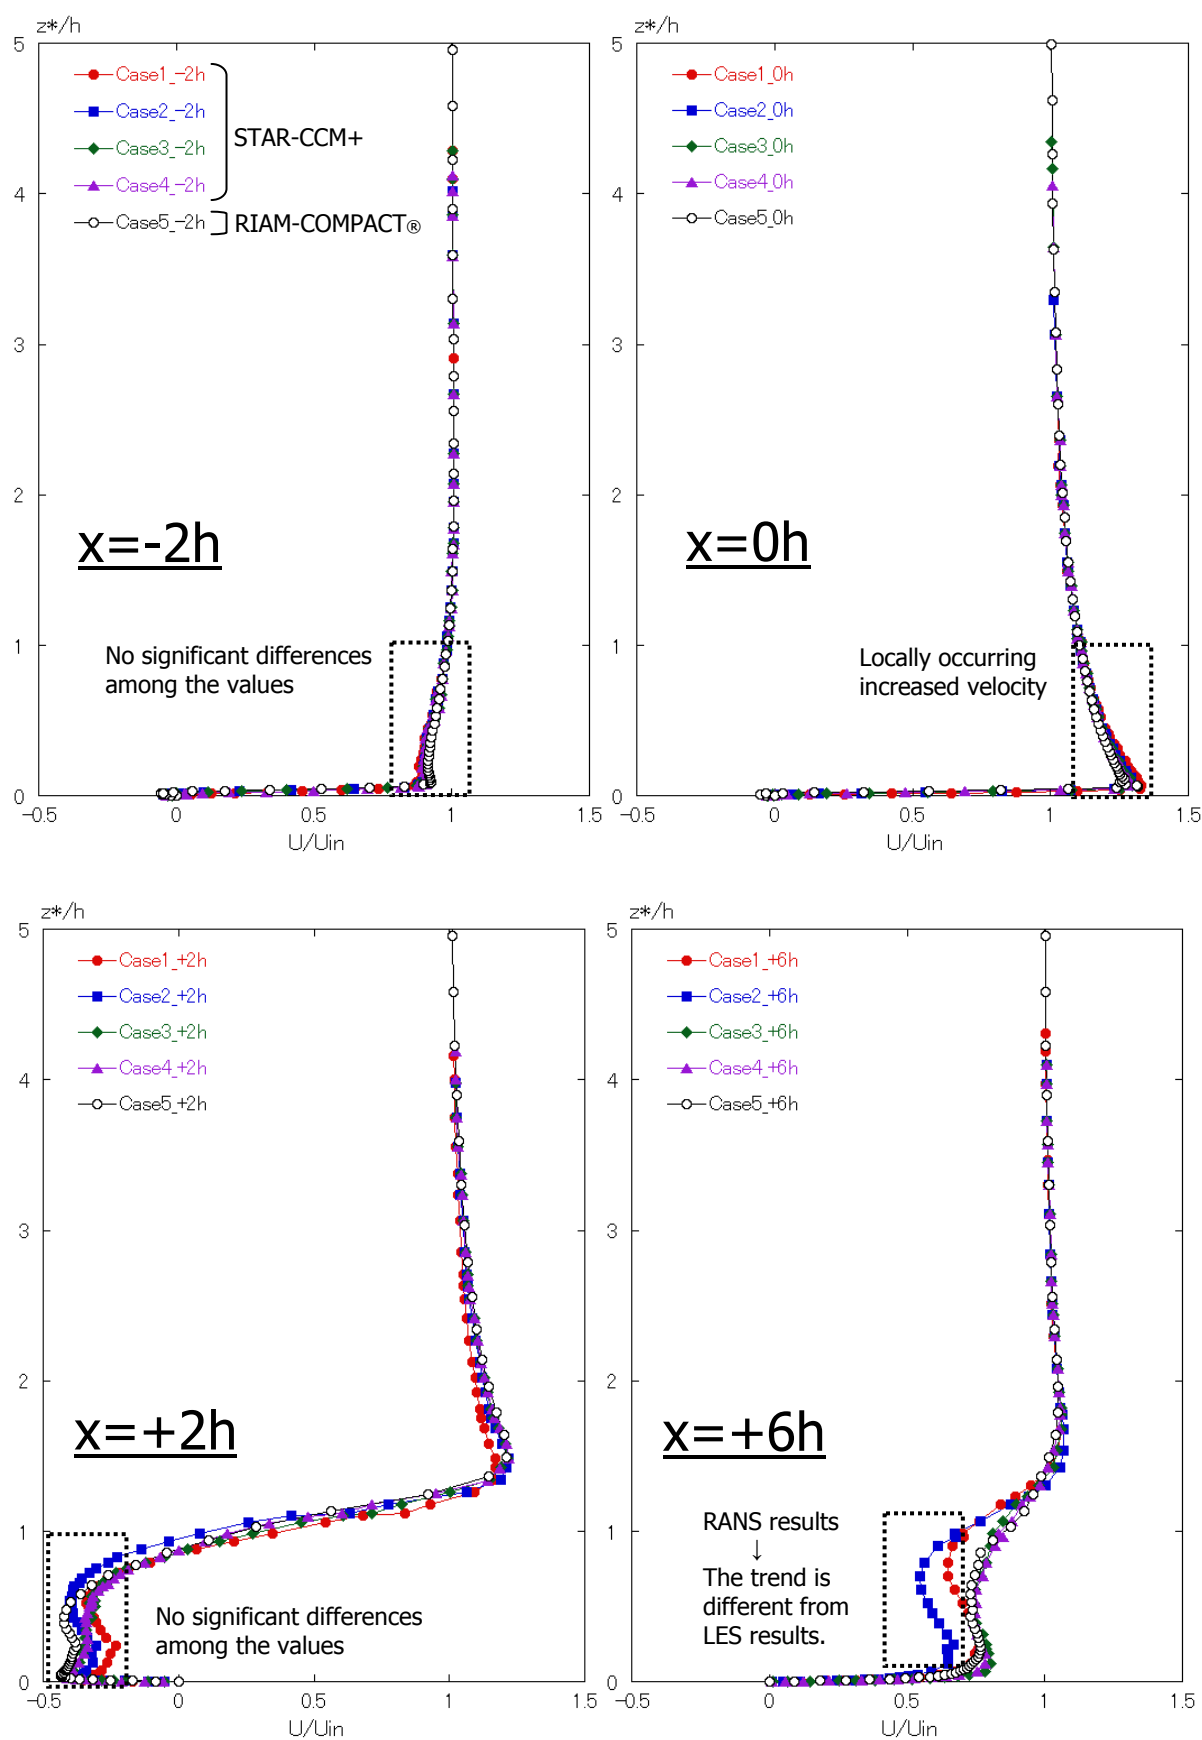 z*/h
5
Case1_-2h
Case2_-2h
STAR-CCM+
Case3_-2h
4
Case4_-2h
Case5_-2h
RIAM-COMPACT®
3
2
x=-2h
1
No significant differences
among the values
0
-0.5
0
0.5
1
1.5
U/Uin
z*/h
5
Case1_0h
Case2_0h
Case3_0h
4
Case4_0h
Case5_0h
3
2
x=0h
1
Locally occurring
increased velocity
0
-0.5
0
0.5
1
1.5
U/Uin
z*/h
5
Case1_+2h
Case2_+2h
Case3_+2h
4
Case4_+2h
Case5_+2h
3
2
x=+2h
1
No significant differences
among the values
0
-0.5
0
0.5
1
1.5
U/Uin
z*/h
5
Case1_+6h
Case2_+6h
Case3_+6h
4
Case4_+6h
Case5_+6h
3
2
x=+6h
1
RANS results
↓
The trend is
different from
LES results.
0
-0.5
0
0.5
1
1.5
U/Uin